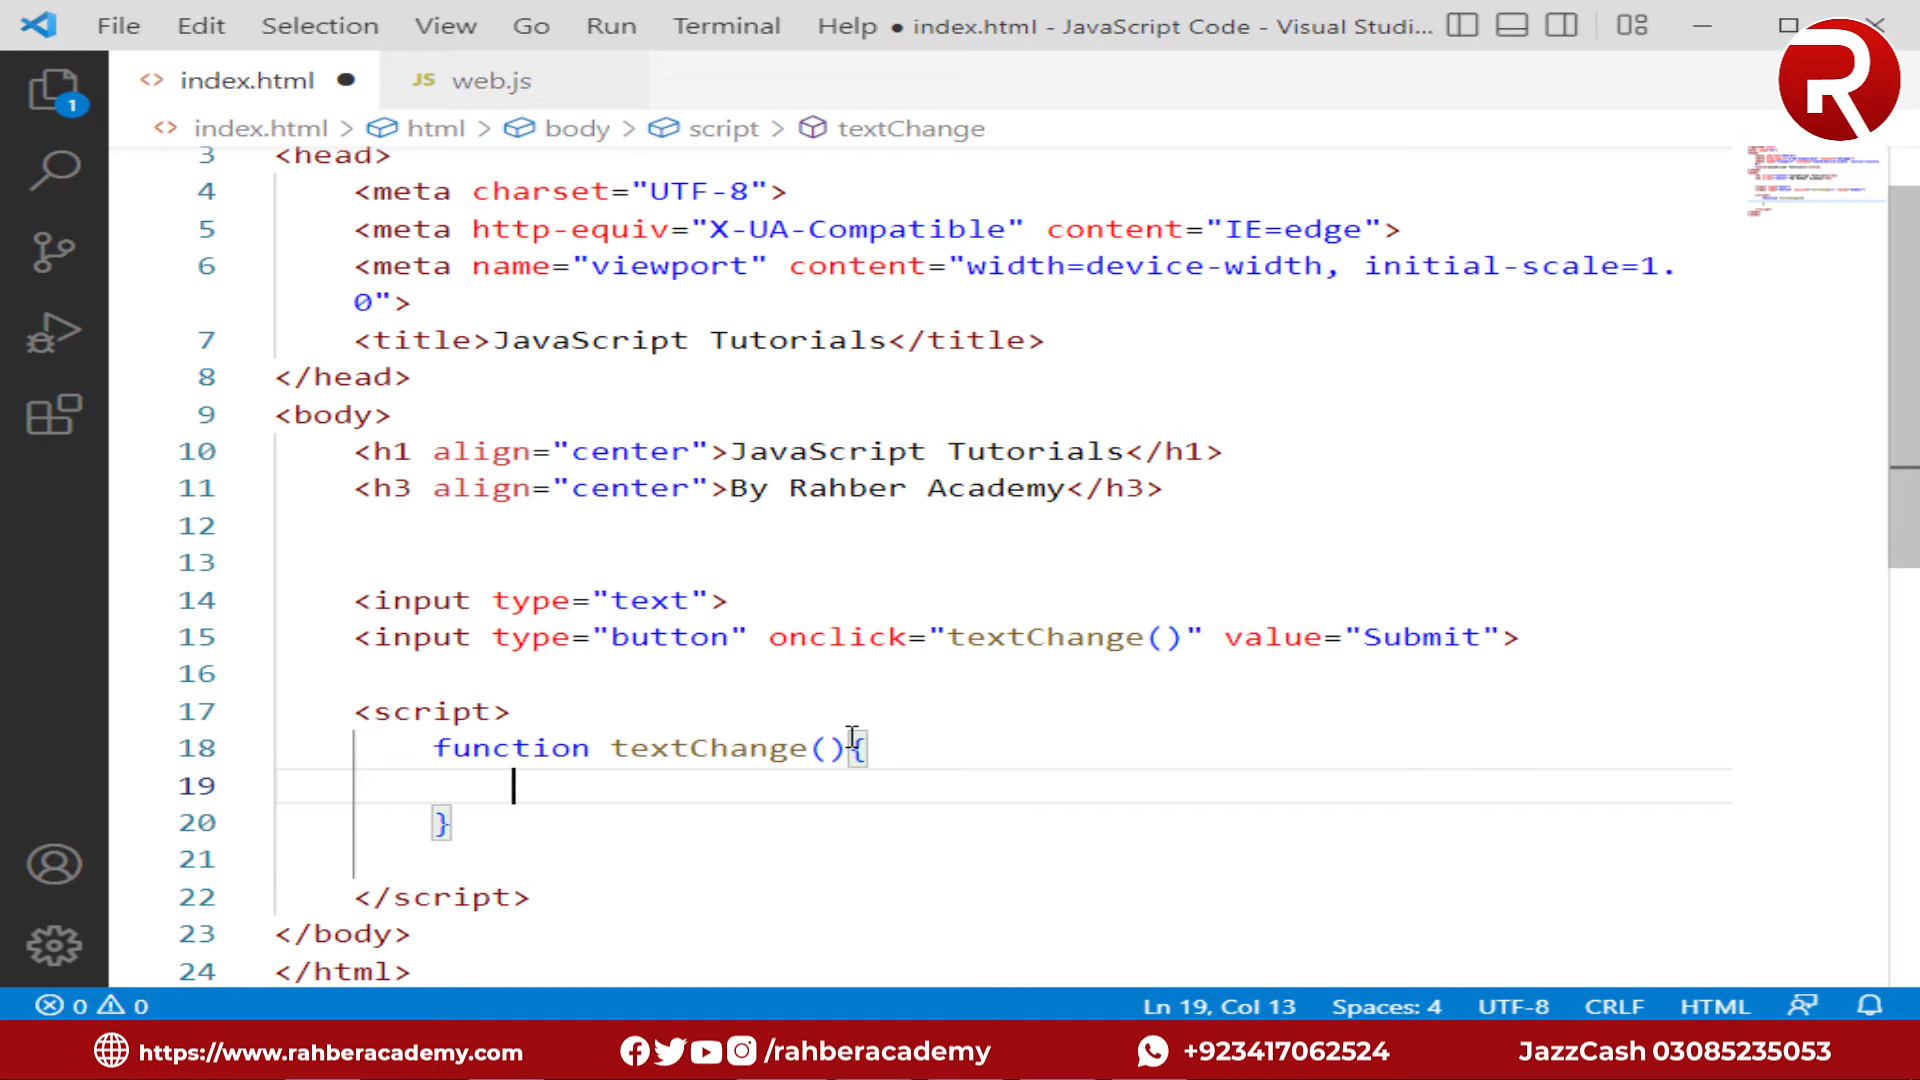 File Edit Selection View Go Run Terminal Help ● index.html - JavaScript Code - Visual Studi...
R
<> index.html ● JS web.js
1
<> index.html > html > body > script > textChange
3 <head>
4 <meta charset="UTF-8">
5 <meta http-equiv="X-UA-Compatible" content="IE=edge">
6 <meta name="viewport" content="width=device-width, initial-scale=1.
0">
7 <title>JavaScript Tutorials</title>
8 </head>
9 <body>
10 <h1 align="center">JavaScript Tutorials</h1>
11 <h3 align="center">By Rahber Academy</h3>
12
13
14 <input type="text">
15 <input type="button" onclick="textChange()" value="Submit">
16
17 <script>
18 function textChange(){
19
20 }
21
22 </script>
23 </body>
24 </html>
0 0 Ln 19, Col 13 Spaces: 4 UTF-8 CRLF HTML
https://www.rahberacademy.com /rahberacademy +923417062524 JazzCash 03085235053